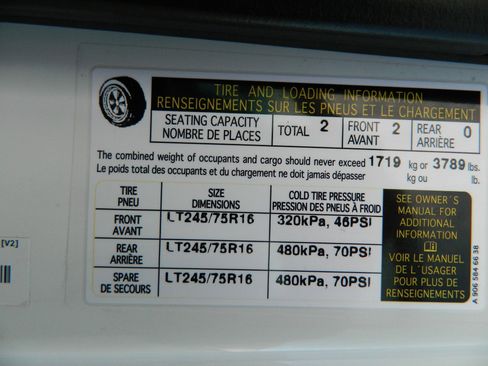 TIRE AND LOADING INFORMATION
RENSEIGNEMENTS SUR LES PNEUS ET LE CHARGEMENT
SEATING CAPACITY
NOMBRE DE PLACES
TOTAL 2
FRONT
AVANT
2
REAR
ARRIÈRE
0
The combined weight of occupants and cargo should never exceed 1719 kg or 3789 lbs.
Le poids total des occupants et du chargement ne doit jamais dépasser kg ou lb.
TIRE
PNEU
SIZE
DIMENSIONS
COLD TIRE PRESSURE
PRESSION DES PNEUS À FROID
FRONT
AVANT
LT245/75R16
320kPa, 46PSI
REAR
ARRIÈRE
LT245/75R16
480kPa, 70PSI
SPARE
DE SECOURS
LT245/75R16
480kPa, 70PSI
SEE OWNER´S
MANUAL FOR
ADDITIONAL
INFORMATION
VOIR LE MANUEL
DE L´USAGER
POUR PLUS DE
RENSEIGNEMENTS
A 906 584 66 38
[V2]